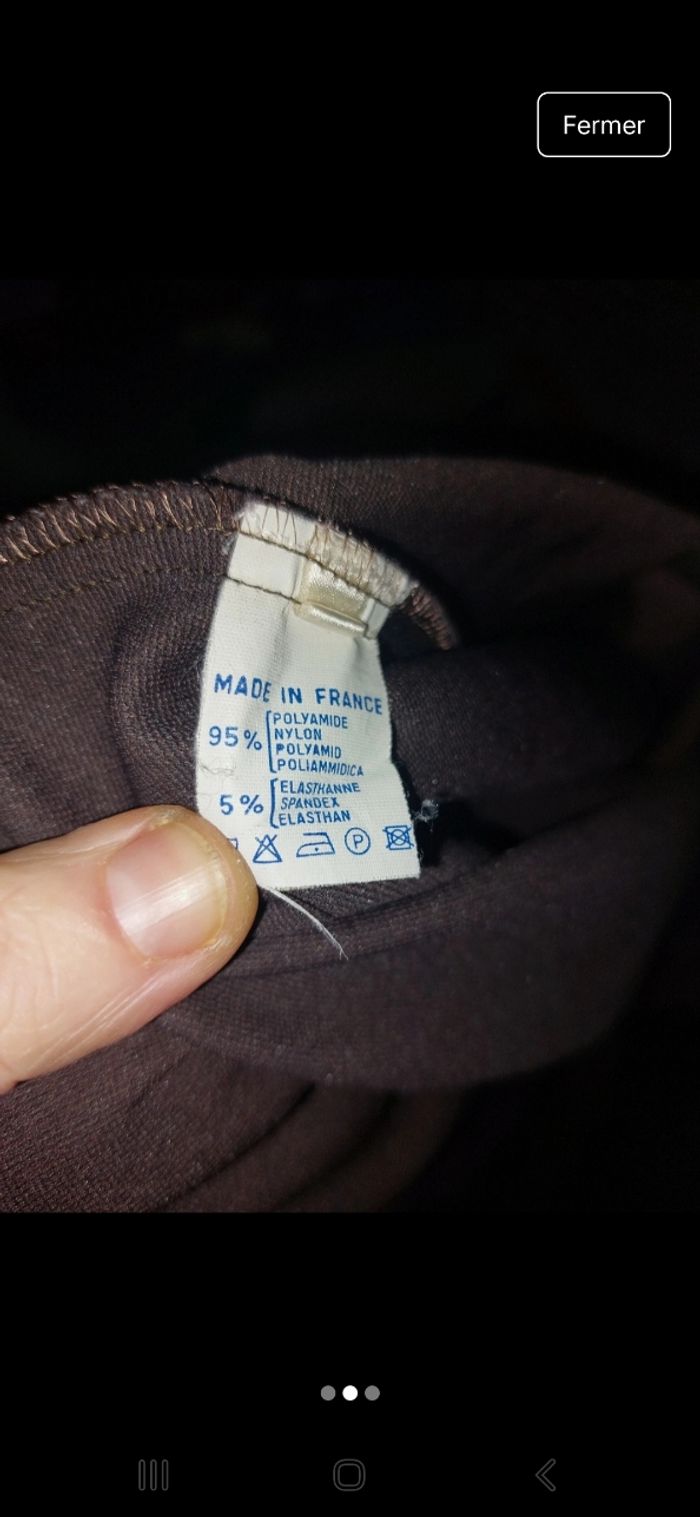 Fermer
MADE IN FRANCE
95% POLYAMIDE
NYLON
POLYAMID
POLIAMMIDICA
5% ELASTHANNE
SPANDEX
ELASTHAN
P